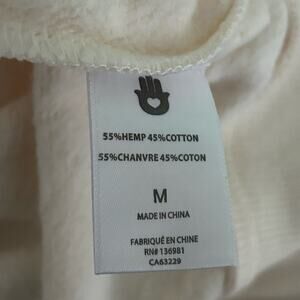 55%HEMP 45%COTTON
55%CHANVRE 45%COTON
M
MADE IN CHINA
FABRIQUÉ EN CHINE
RN# 136981
CA63229